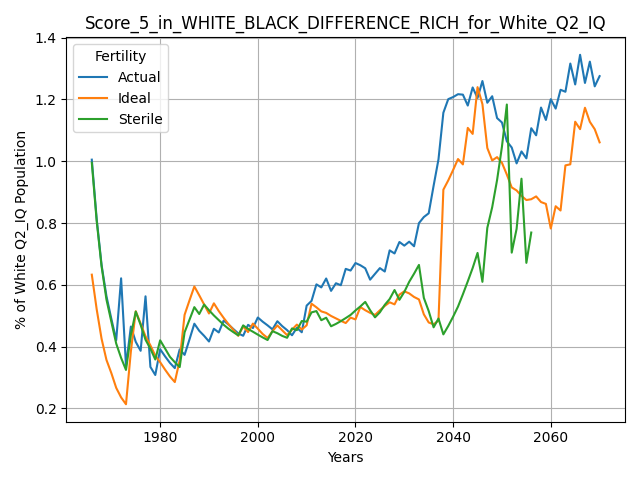 Score_5_in_WHITE_BLACK_DIFFERENCE_RICH_for_White_Q2_IQ
Fertility
Actual
Ideal
Sterile
% of White Q2_IQ Population
1.4
1.2
1.0
0.8
0.6
0.4
0.2
1980
2000
2020
2040
2060
Years